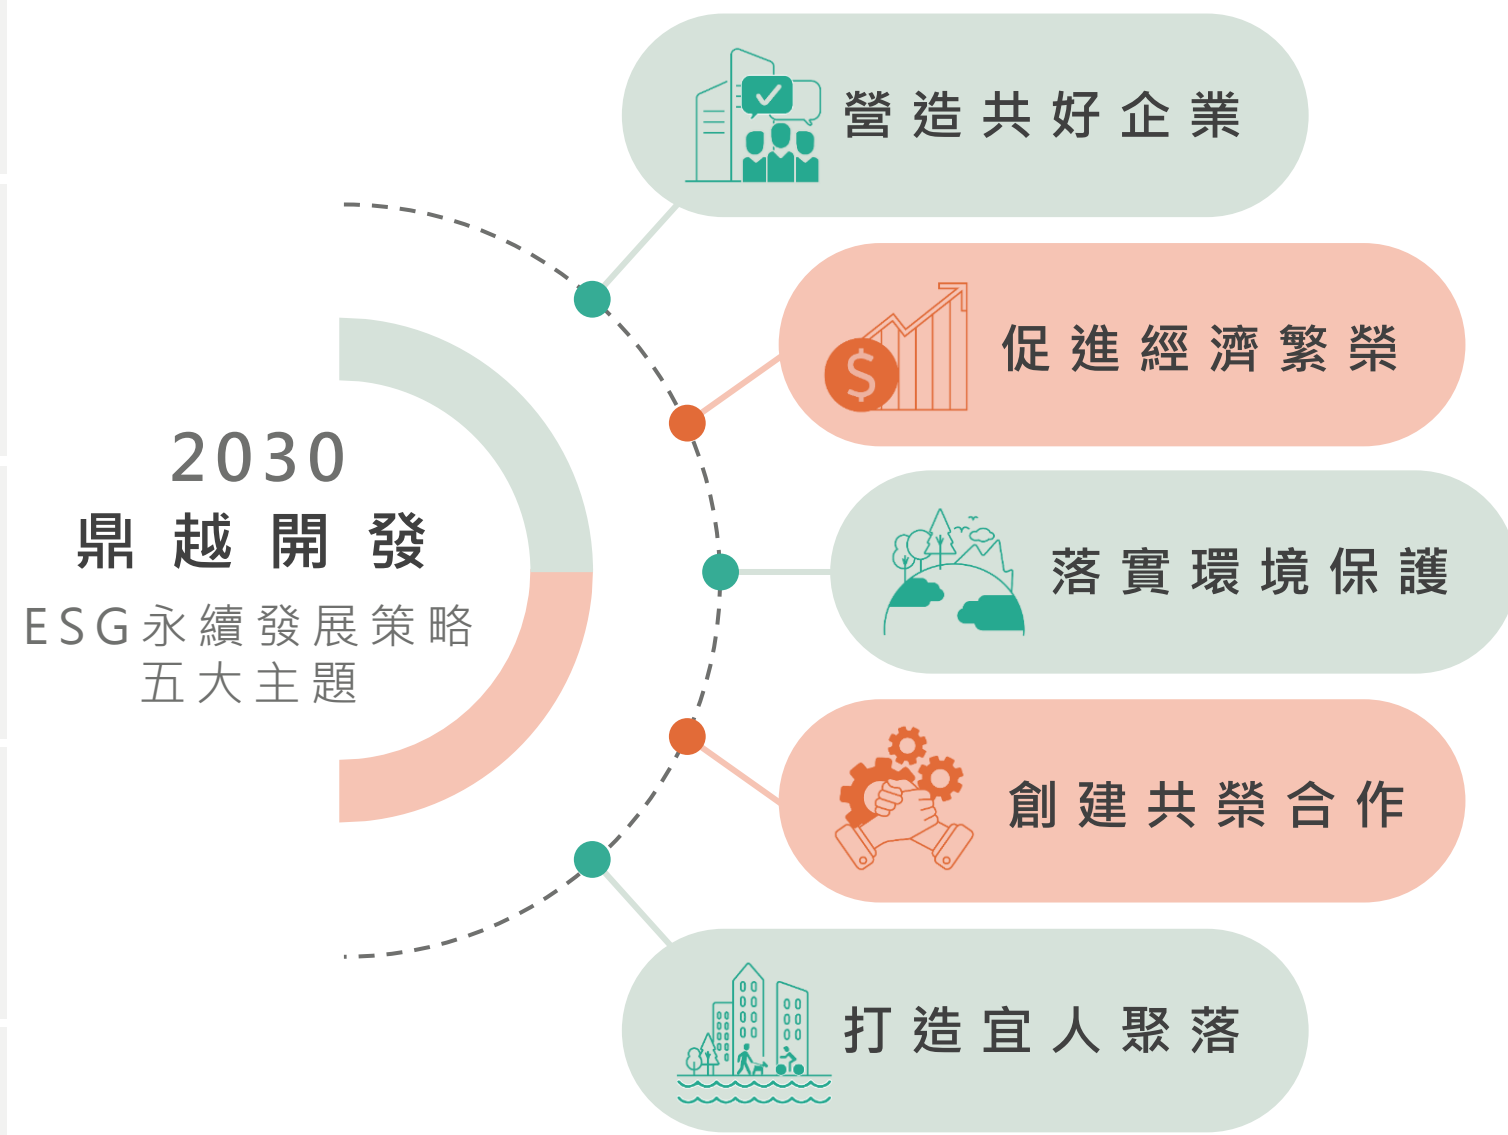 2030
鼎越開發
ESG永續發展策略
五大主題
營造共好企業
促進經濟繁榮
落實環境保護
創建共榮合作
打造宜人聚落